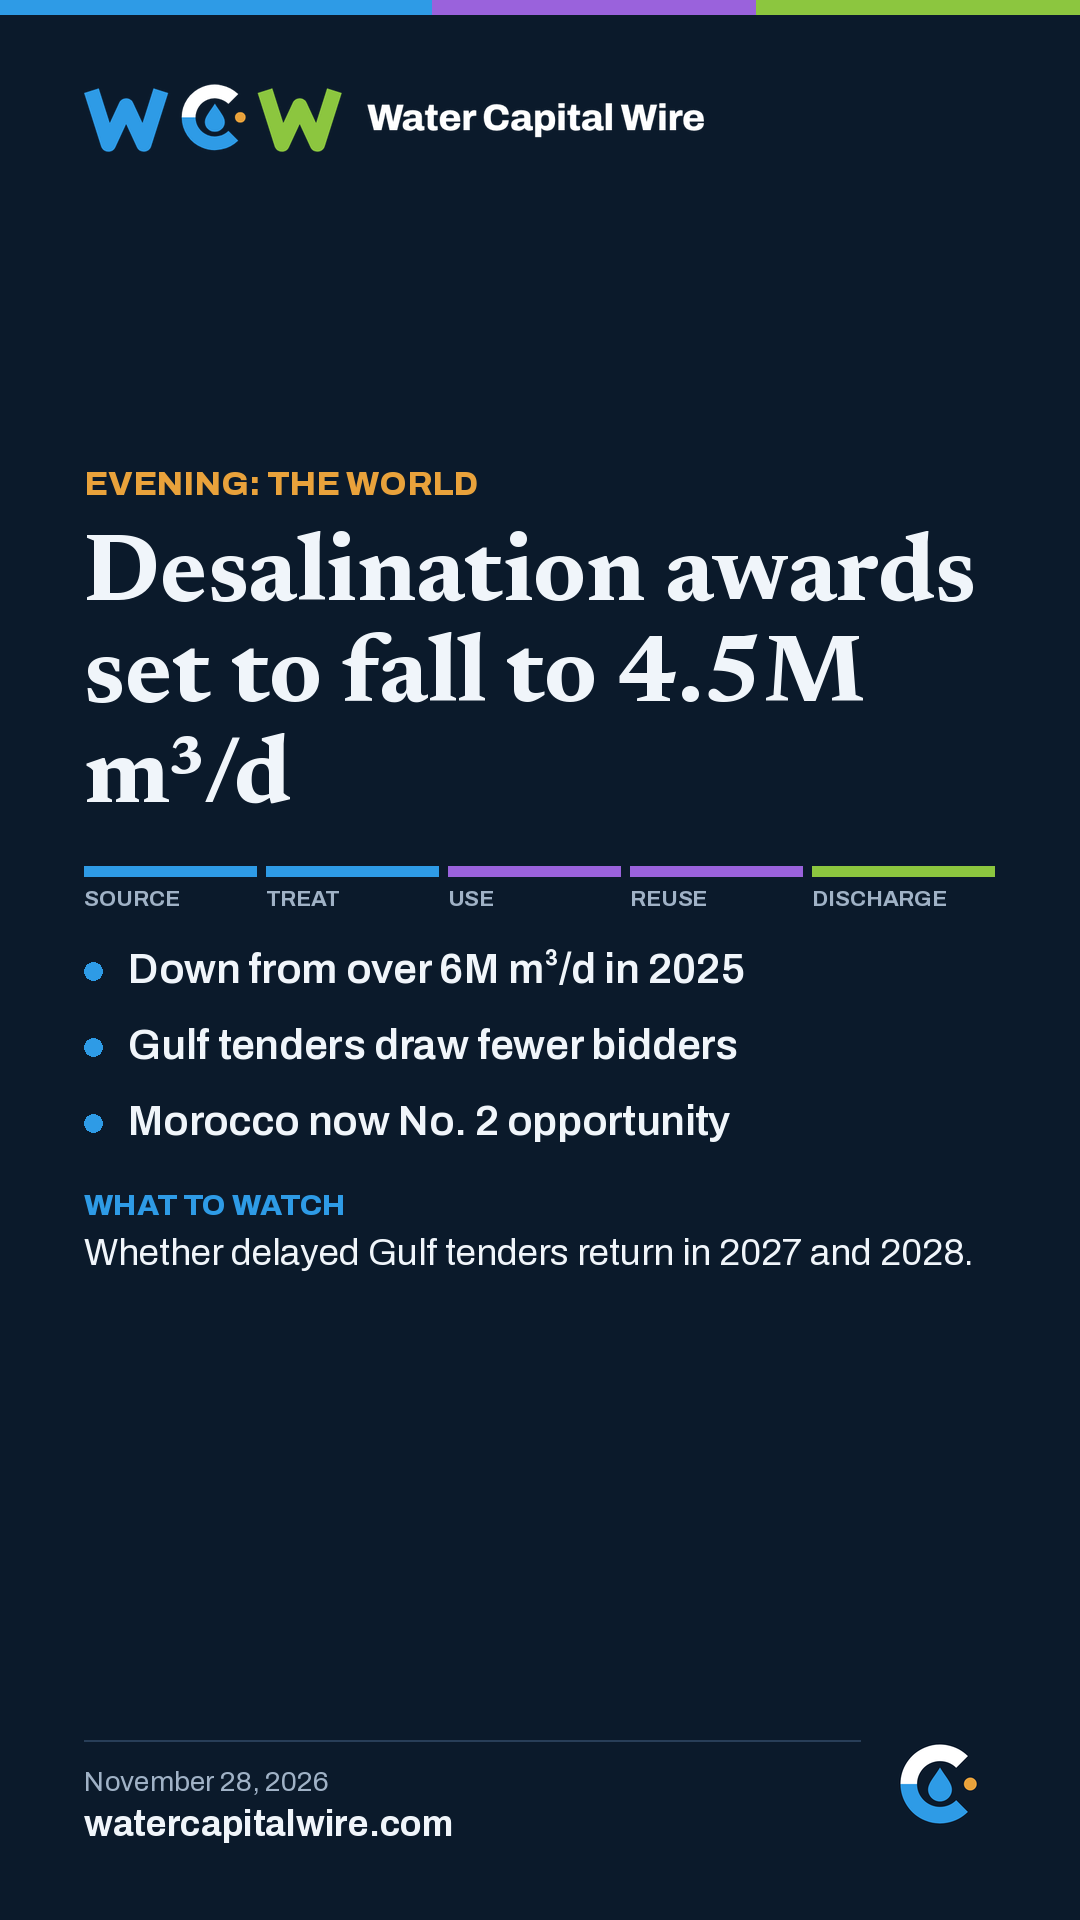 WCW Water Capital Wire
EVENING: THE WORLD
Desalination awards
set to fall to 4.5M
m³/d
SOURCE TREAT USE REUSE DISCHARGE
Down from over 6M m³/d in 2025
Gulf tenders draw fewer bidders
Morocco now No. 2 opportunity
WHAT TO WATCH
Whether delayed Gulf tenders return in 2027 and 2028.
November 28, 2026
watercapitalwire.com